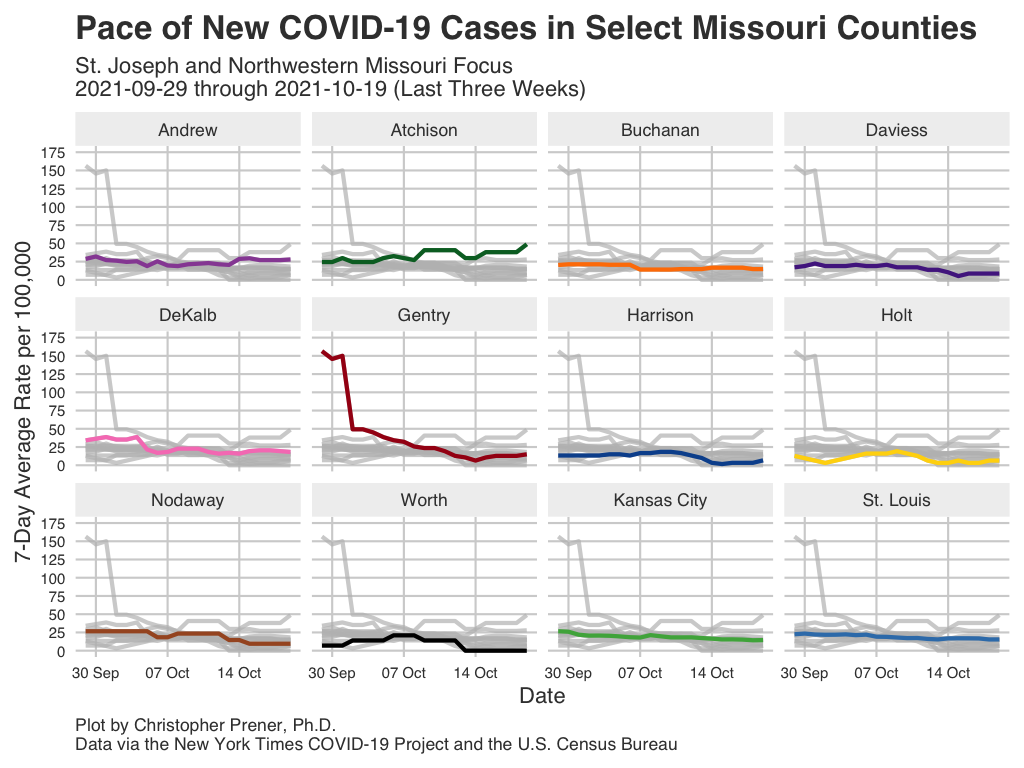 Pace of New COVID-19 Cases in Select Missouri Counties
St. Joseph and Northwestern Missouri Focus
2021-09-29 through 2021-10-19 (Last Three Weeks)
Andrew
Atchison
Buchanan
Daviess
175
150
125
100
75
50
25
0
DeKalb
Gentry
Harrison
Holt
175
150
125
100
75
50
25
0
Nodaway
Worth
Kansas City
St. Louis
175
150
125
100
75
50
25
0
7-Day Average Rate per 100,000
30 Sep 07 Oct 14 Oct
30 Sep 07 Oct 14 Oct
30 Sep 07 Oct 14 Oct
30 Sep 07 Oct 14 Oct
Date
Plot by Christopher Prener, Ph.D.
Data via the New York Times COVID-19 Project and the U.S. Census Bureau